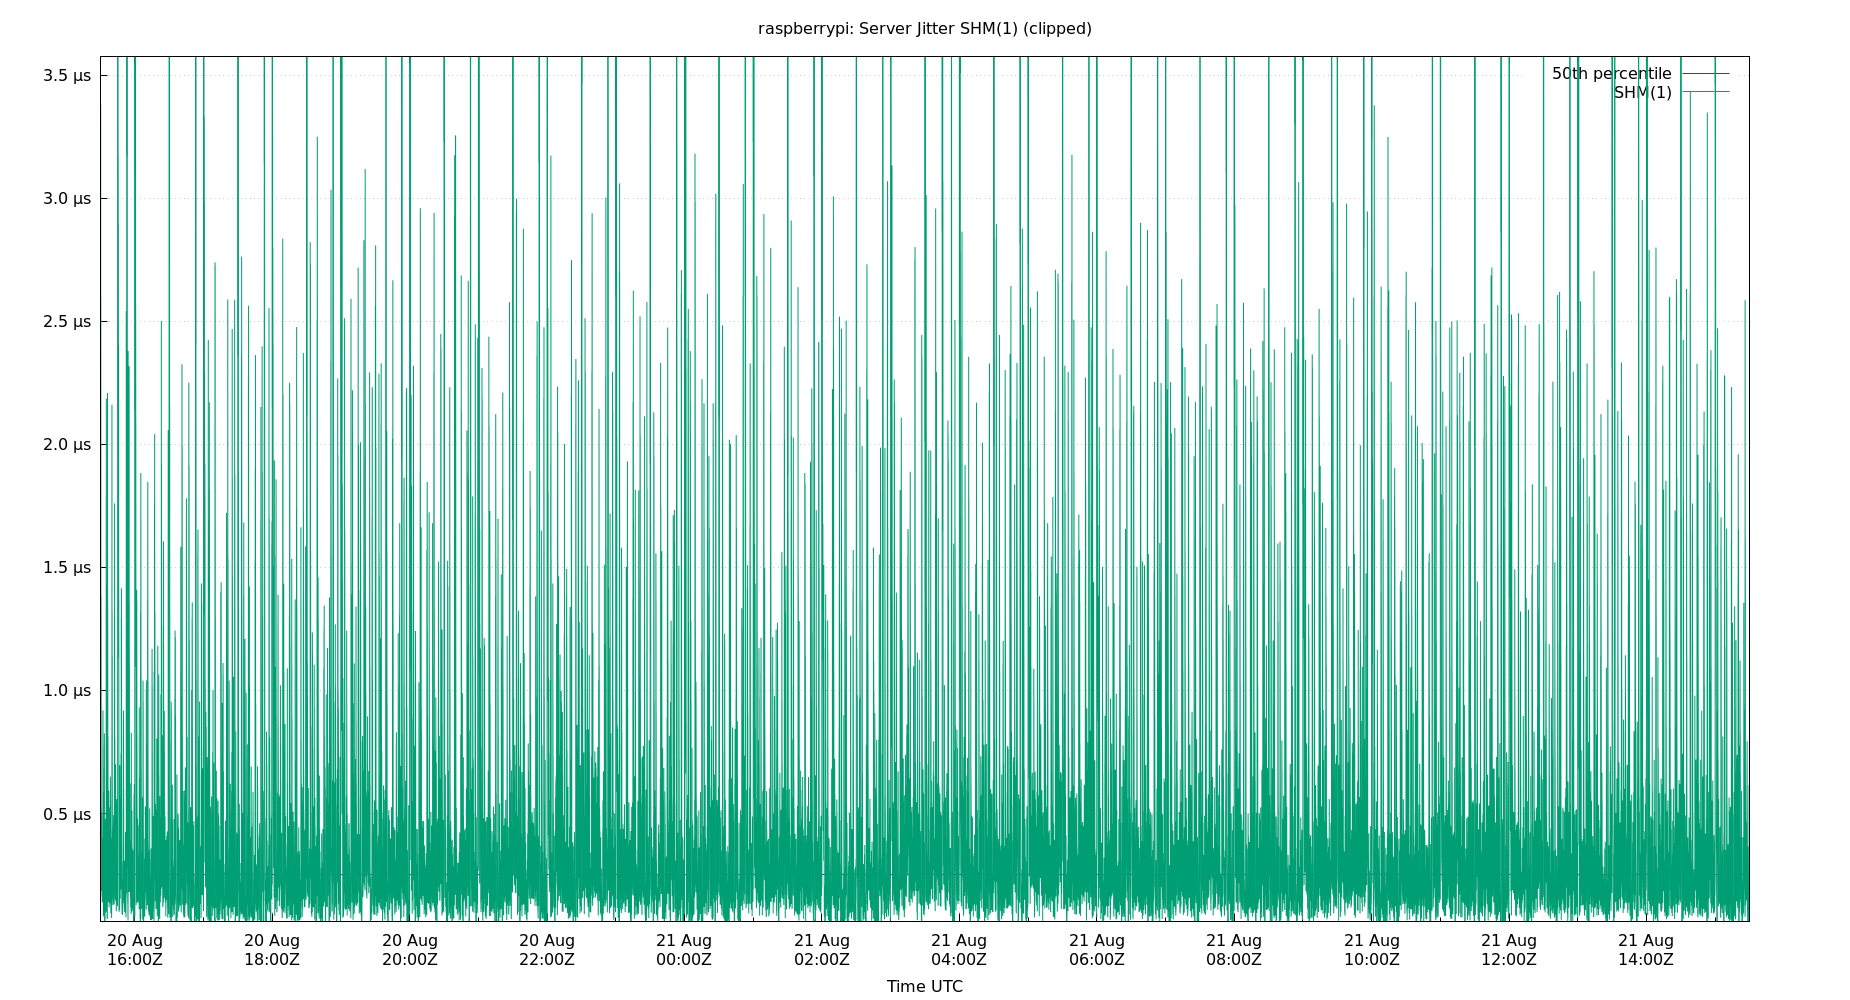 raspberrypi: Server Jitter SHM(1) (clipped)
50th percentile
SHM(1)
3.5 µs
3.0 µs
2.5 µs
2.0 µs
1.5 µs
1.0 µs
0.5 µs
20 Aug 20 Aug 20 Aug 20 Aug 21 Aug 21 Aug 21 Aug 21 Aug 21 Aug 21 Aug 21 Aug 21 Aug
16:00Z 18:00Z 20:00Z 22:00Z 00:00Z 02:00Z 04:00Z 06:00Z 08:00Z 10:00Z 12:00Z 14:00Z
Time UTC